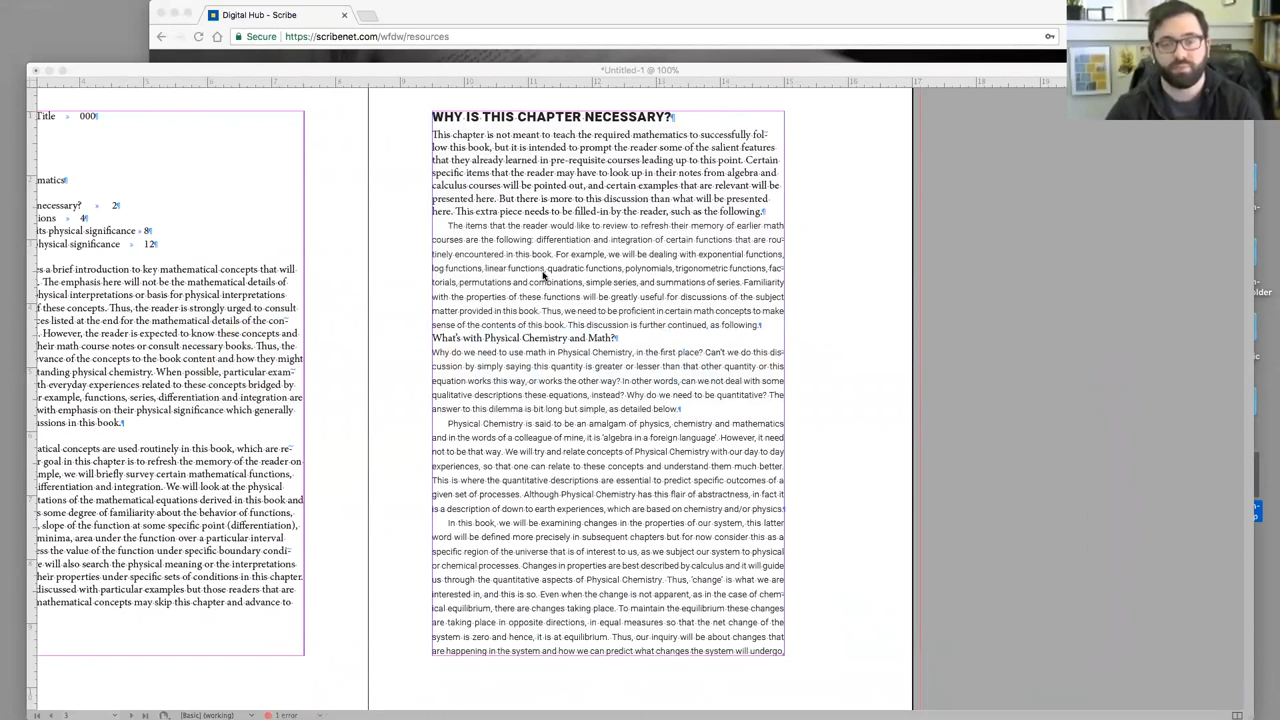 Digital Hub - Scribe
Secure https://scribenet.com/wfdw/resources
*Untitled-1 @ 100%
4 5 6 7 8 9 10 11 12 13 14 15 16 17 18 19
Title 000
matics
necessary? 2
ions 4
its physical significance 8
hysical significance 12
s a brief introduction to key mathematical concepts that will
. The emphasis here will not be the mathematical details of
hysical interpretations or basis for physical interpretations
cs of calculus. Thus, the reader is strongly urged to consult
ces listed at the end for the mathematical details of the con-
. However, the reader is expected to know these concepts and
heir math course notes or consult necessary books. Thus, the
vance of the concepts to the book content and how they might
tanding physical chemistry. When possible, particular exam-
th everyday experiences related to these concepts bridged by
r example, functions, series, differentiation and integration are
with emphasis on their physical significance which generally
ussions in this book.
atical concepts are used routinely in this book, which are re-
r goal in this chapter is to refresh the memory of the reader on
mple, we will briefly survey certain mathematical functions,
ifferentiation and integration. We will look at the physical
tations of the mathematical equations derived in this book and
s some degree of familiarity about the behavior of functions,
, slope of the function at some specific point (differentiation),
minima, area under the function over a particular interval
ess the value of the function under specific boundary condi-
e will also search the physical meaning or the interpretations
heir properties under specific sets of conditions in this chapter.
discussed with particular examples but those readers that are
mathematical concepts may skip this chapter and advance to
WHY IS THIS CHAPTER NECESSARY?
This chapter is not meant to teach the required mathematics to successfully fol-
low this book, but it is intended to prompt the reader some of the salient features
that they already learned in pre-requisite courses leading up to this point. Certain
specific items that the reader may have to look up in their notes from algebra and
calculus courses will be pointed out, and certain examples that are relevant will be
presented here. But there is more to this discussion than what will be presented
here. This extra piece needs to be filled-in by the reader, such as the following.
The items that the reader would like to review to refresh their memory of earlier math
courses are the following: differentiation and integration of certain functions that are rou-
tinely encountered in this book. For example, we will be dealing with exponential functions,
log functions, linear functions, quadratic functions, polynomials, trigonometric functions, fac-
torials, permutations and combinations, simple series, and summations of series. Familiarity
with the properties of these functions will be greatly useful for discussions of the subject
matter provided in this book. Thus, we need to be proficient in certain math concepts to make
sense of the contents of this book. This discussion is further continued, as following.
What's with Physical Chemistry and Math?
Why do we need to use math in Physical Chemistry, in the first place? Can't we do this dis-
cussion by simply saying this quantity is greater or lesser than that other quantity or this
equation works this way, or works the other way? In other words, can we not deal with some
qualitative descriptions these equations, instead? Why do we need to be quantitative? The
answer to this dilemma is bit long but simple, as detailed below.
Physical Chemistry is said to be an amalgam of physics, chemistry and mathematics
and in the words of a colleague of mine, it is 'algebra in a foreign language'. However, it need
not to be that way. We will try and relate concepts of Physical Chemistry with our day to day
experiences, so that one can relate to these concepts and understand them much better.
This is where the quantitative descriptions are essential to predict specific outcomes of a
given set of processes. Although Physical Chemistry has this flair of abstractness, in fact it
is a description of down to earth experiences, which are based on chemistry and/or physics.
In this book, we will be examining changes in the properties of our system, this latter
word will be defined more precisely in subsequent chapters but for now consider this as a
specific region of the universe that is of interest to us, as we subject our system to physical
or chemical processes. Changes in properties are best described by calculus and it will guide
us through the quantitative aspects of Physical Chemistry. Thus, 'change' is what we are
interested in, and this is so. Even when the change is not apparent, as in the case of chem-
ical equilibrium, there are changes taking place. To maintain the equilibrium these changes
are taking place in opposite directions, in equal measures so that the net change of the
system is zero and hence, it is at equilibrium. Thus, our inquiry will be about changes that
are happening in the system and how we can predict what changes the system will undergo,
3 [Basic] (working) 1 error